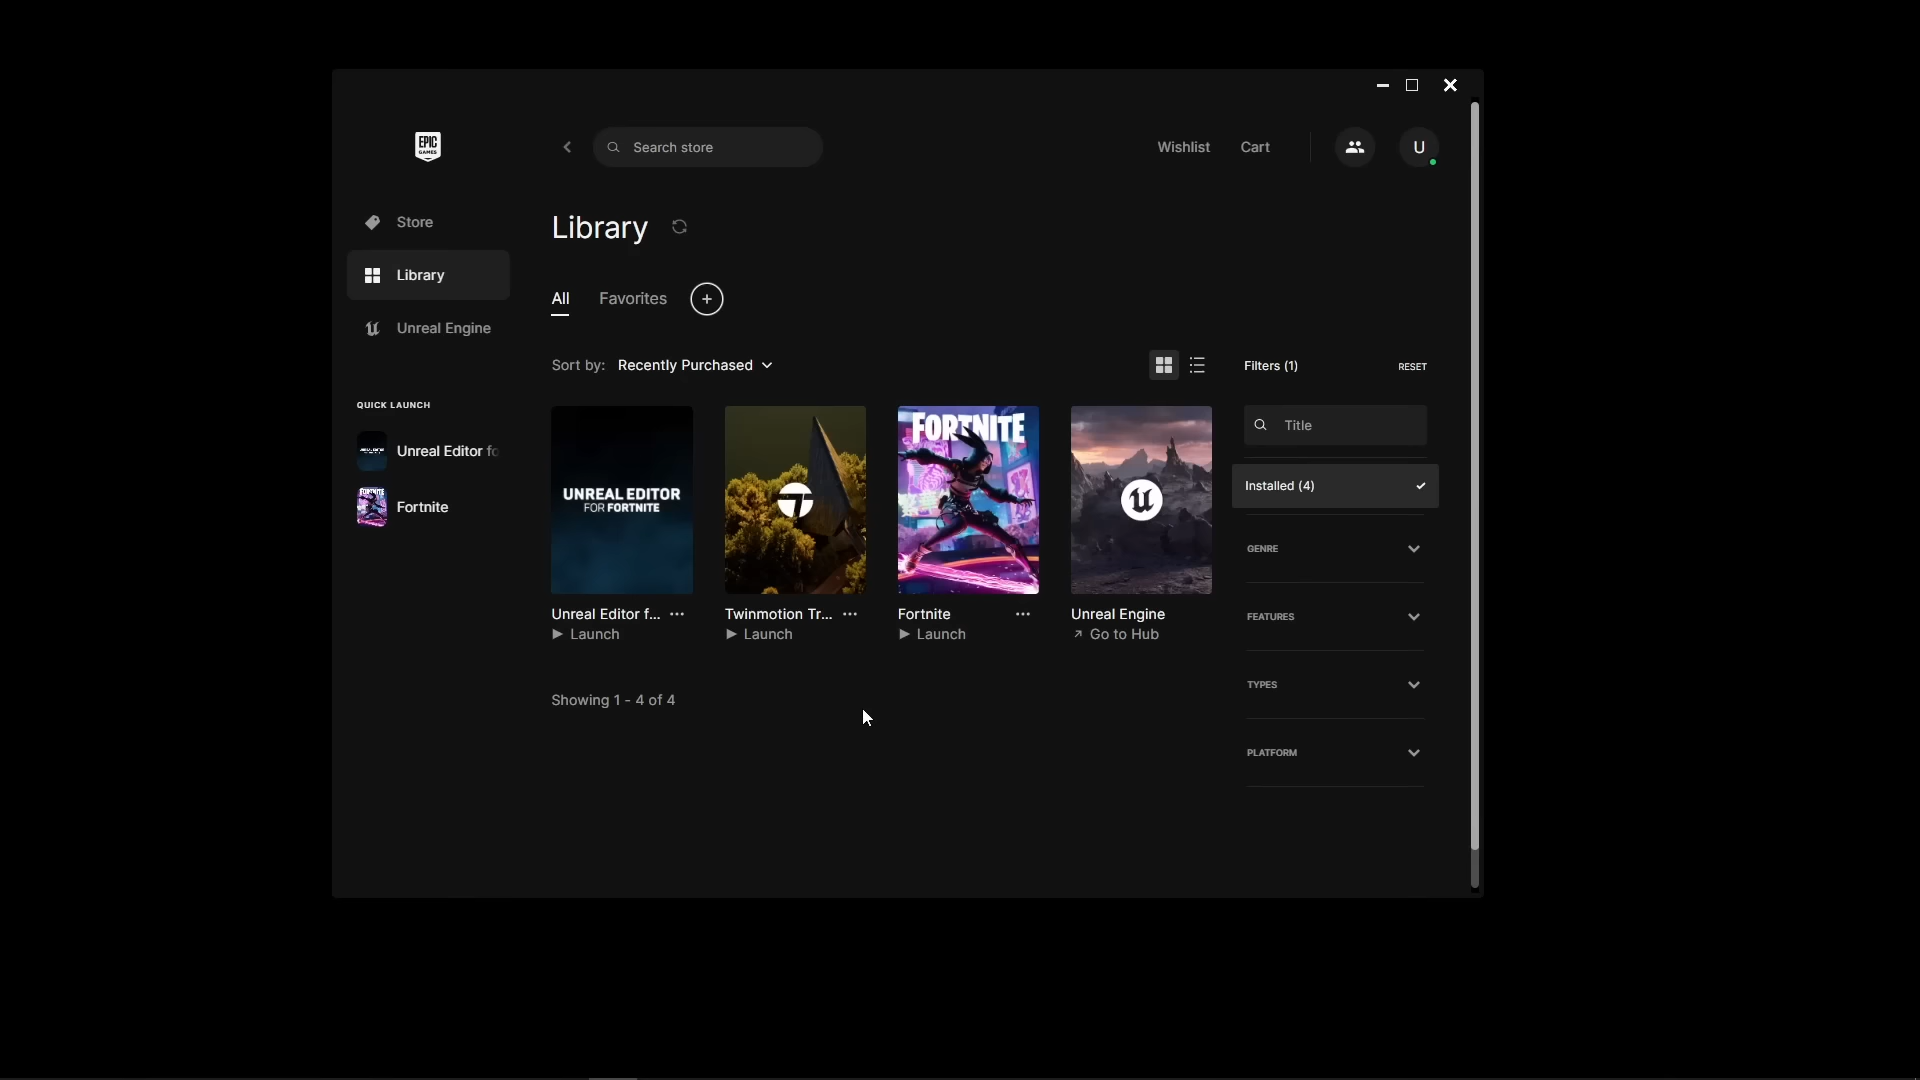 EPIC
GAMES
Search store
Wishlist
Cart
U
Store
Library
Unreal Engine
QUICK LAUNCH
Unreal Editor fo
Fortnite
Library
All
Favorites
Sort by: Recently Purchased
UNREAL EDITOR
FOR FORTNITE
Unreal Editor f...
Launch
Twinmotion Tr...
Launch
FORTNITE
Fortnite
Launch
Unreal Engine
Go to Hub
Showing 1 - 4 of 4
Filters (1)
RESET
Title
Installed (4)
GENRE
FEATURES
TYPES
PLATFORM